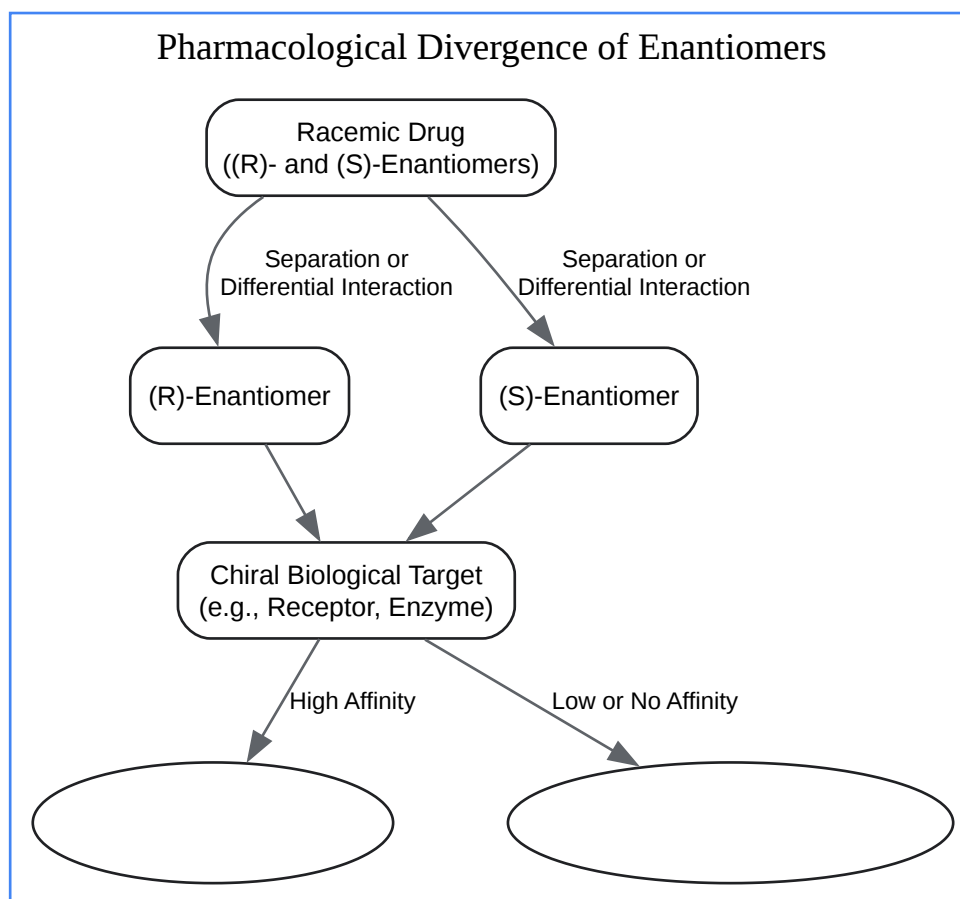 Pharmacological Divergence of Enantiomers
Racemic Drug
((R)- and (S)-Enantiomers)
Separation or
Differential Interaction
Separation or
Differential Interaction
(R)-Enantiomer
(S)-Enantiomer
Chiral Biological Target
(e.g., Receptor, Enzyme)
High Affinity
Low or No Affinity